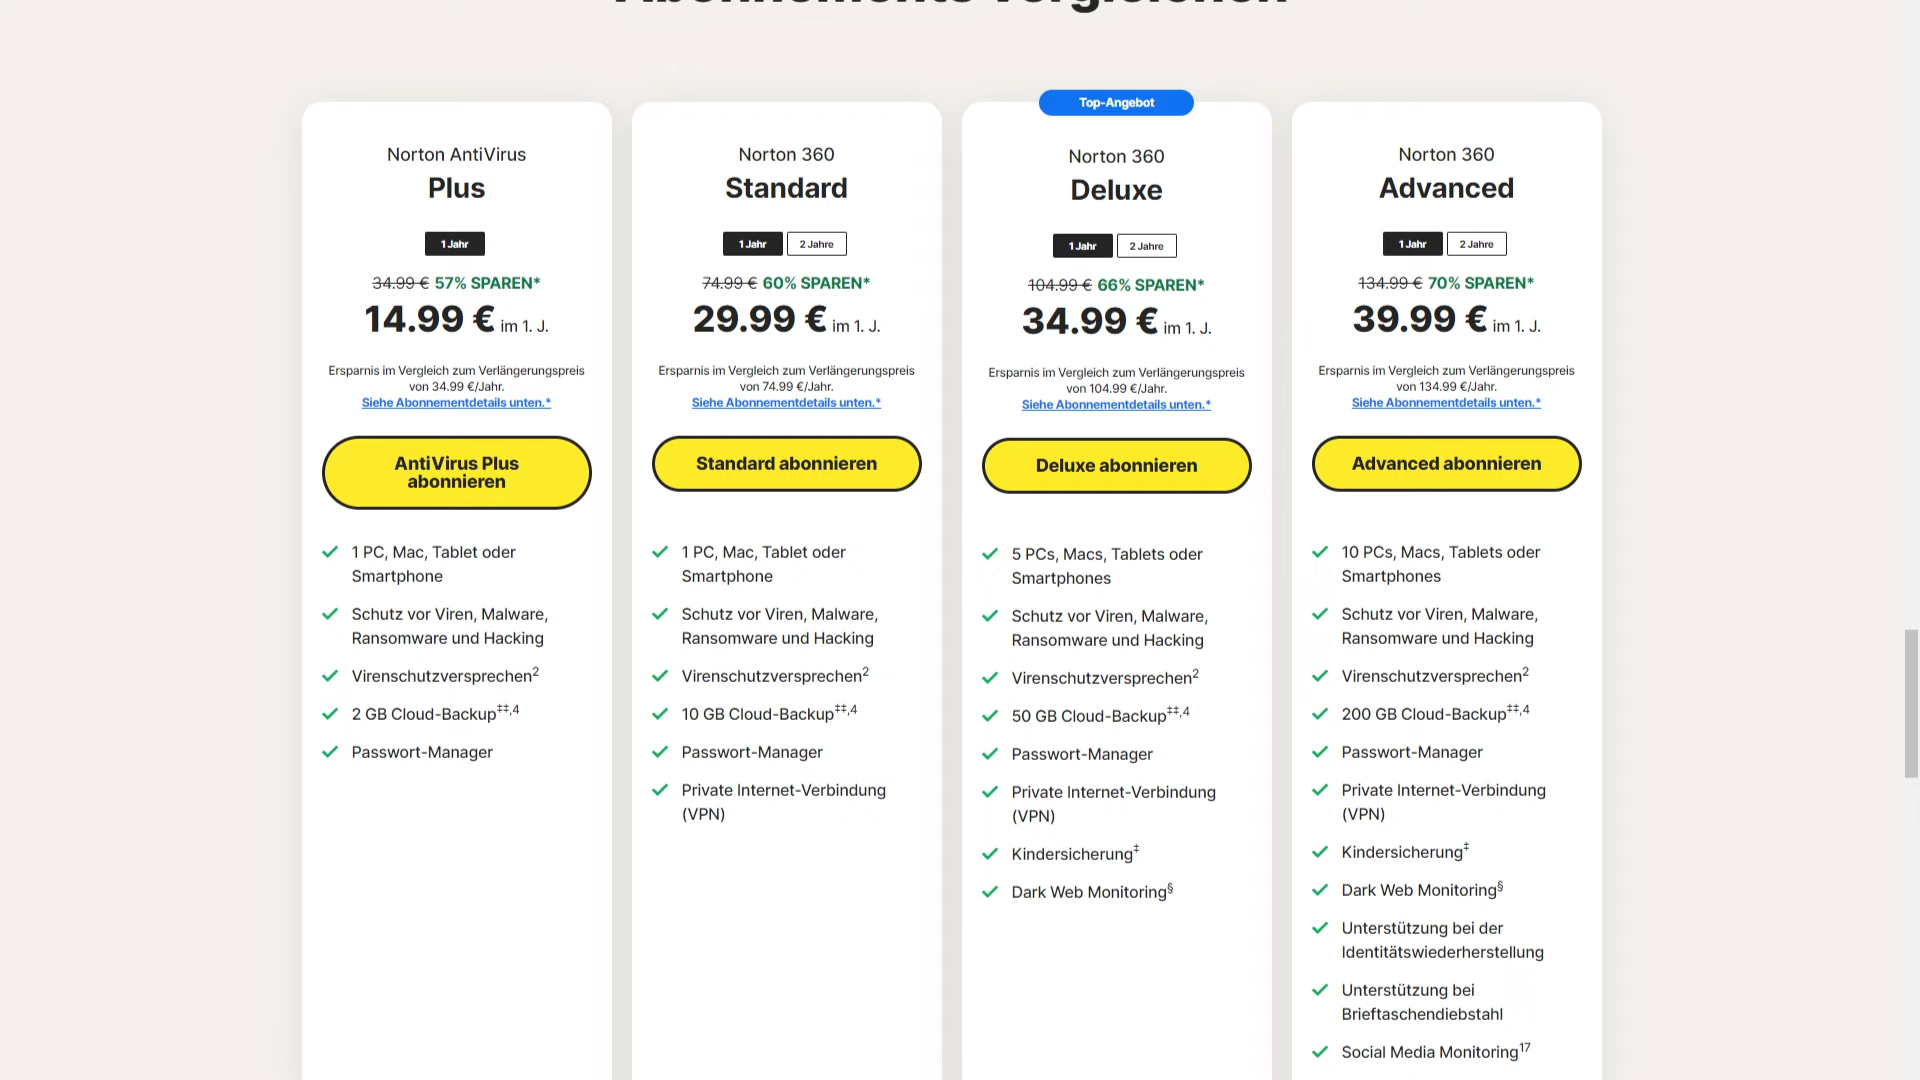 Abonnements vergleichen
Norton AntiVirus
Plus
1 Jahr
34.99 € 57% SPAREN*
14.99 € im 1. J.
Ersparnis im Vergleich zum Verlängerungspreis
von 34.99 €/Jahr.
Siehe Abonnementdetails unten.*
AntiVirus Plus
abonnieren
1 PC, Mac, Tablet oder
Smartphone
Schutz vor Viren, Malware,
Ransomware und Hacking
Virenschutzversprechen2
2 GB Cloud-Backup‡‡,4
Passwort-Manager
Norton 360
Standard
1 Jahr 2 Jahre
74.99 € 60% SPAREN*
29.99 € im 1. J.
Ersparnis im Vergleich zum Verlängerungspreis
von 74.99 €/Jahr.
Siehe Abonnementdetails unten.*
Standard abonnieren
1 PC, Mac, Tablet oder
Smartphone
Schutz vor Viren, Malware,
Ransomware und Hacking
Virenschutzversprechen2
10 GB Cloud-Backup‡‡,4
Passwort-Manager
Private Internet-Verbindung
(VPN)
Top-Angebot
Norton 360
Deluxe
1 Jahr 2 Jahre
104.99 € 66% SPAREN*
34.99 € im 1. J.
Ersparnis im Vergleich zum Verlängerungspreis
von 104.99 €/Jahr.
Siehe Abonnementdetails unten.*
Deluxe abonnieren
5 PCs, Macs, Tablets oder
Smartphones
Schutz vor Viren, Malware,
Ransomware und Hacking
Virenschutzversprechen2
50 GB Cloud-Backup‡‡,4
Passwort-Manager
Private Internet-Verbindung
(VPN)
Kindersicherung‡
Dark Web Monitoring§
Norton 360
Advanced
1 Jahr 2 Jahre
134.99 € 70% SPAREN*
39.99 € im 1. J.
Ersparnis im Vergleich zum Verlängerungspreis
von 134.99 €/Jahr.
Siehe Abonnementdetails unten.*
Advanced abonnieren
10 PCs, Macs, Tablets oder
Smartphones
Schutz vor Viren, Malware,
Ransomware und Hacking
Virenschutzversprechen2
200 GB Cloud-Backup‡‡,4
Passwort-Manager
Private Internet-Verbindung
(VPN)
Kindersicherung‡
Dark Web Monitoring§
Unterstützung bei der
Identitätswiederherstellung
Unterstützung bei
Brieftaschendiebstahl
Social Media Monitoring17